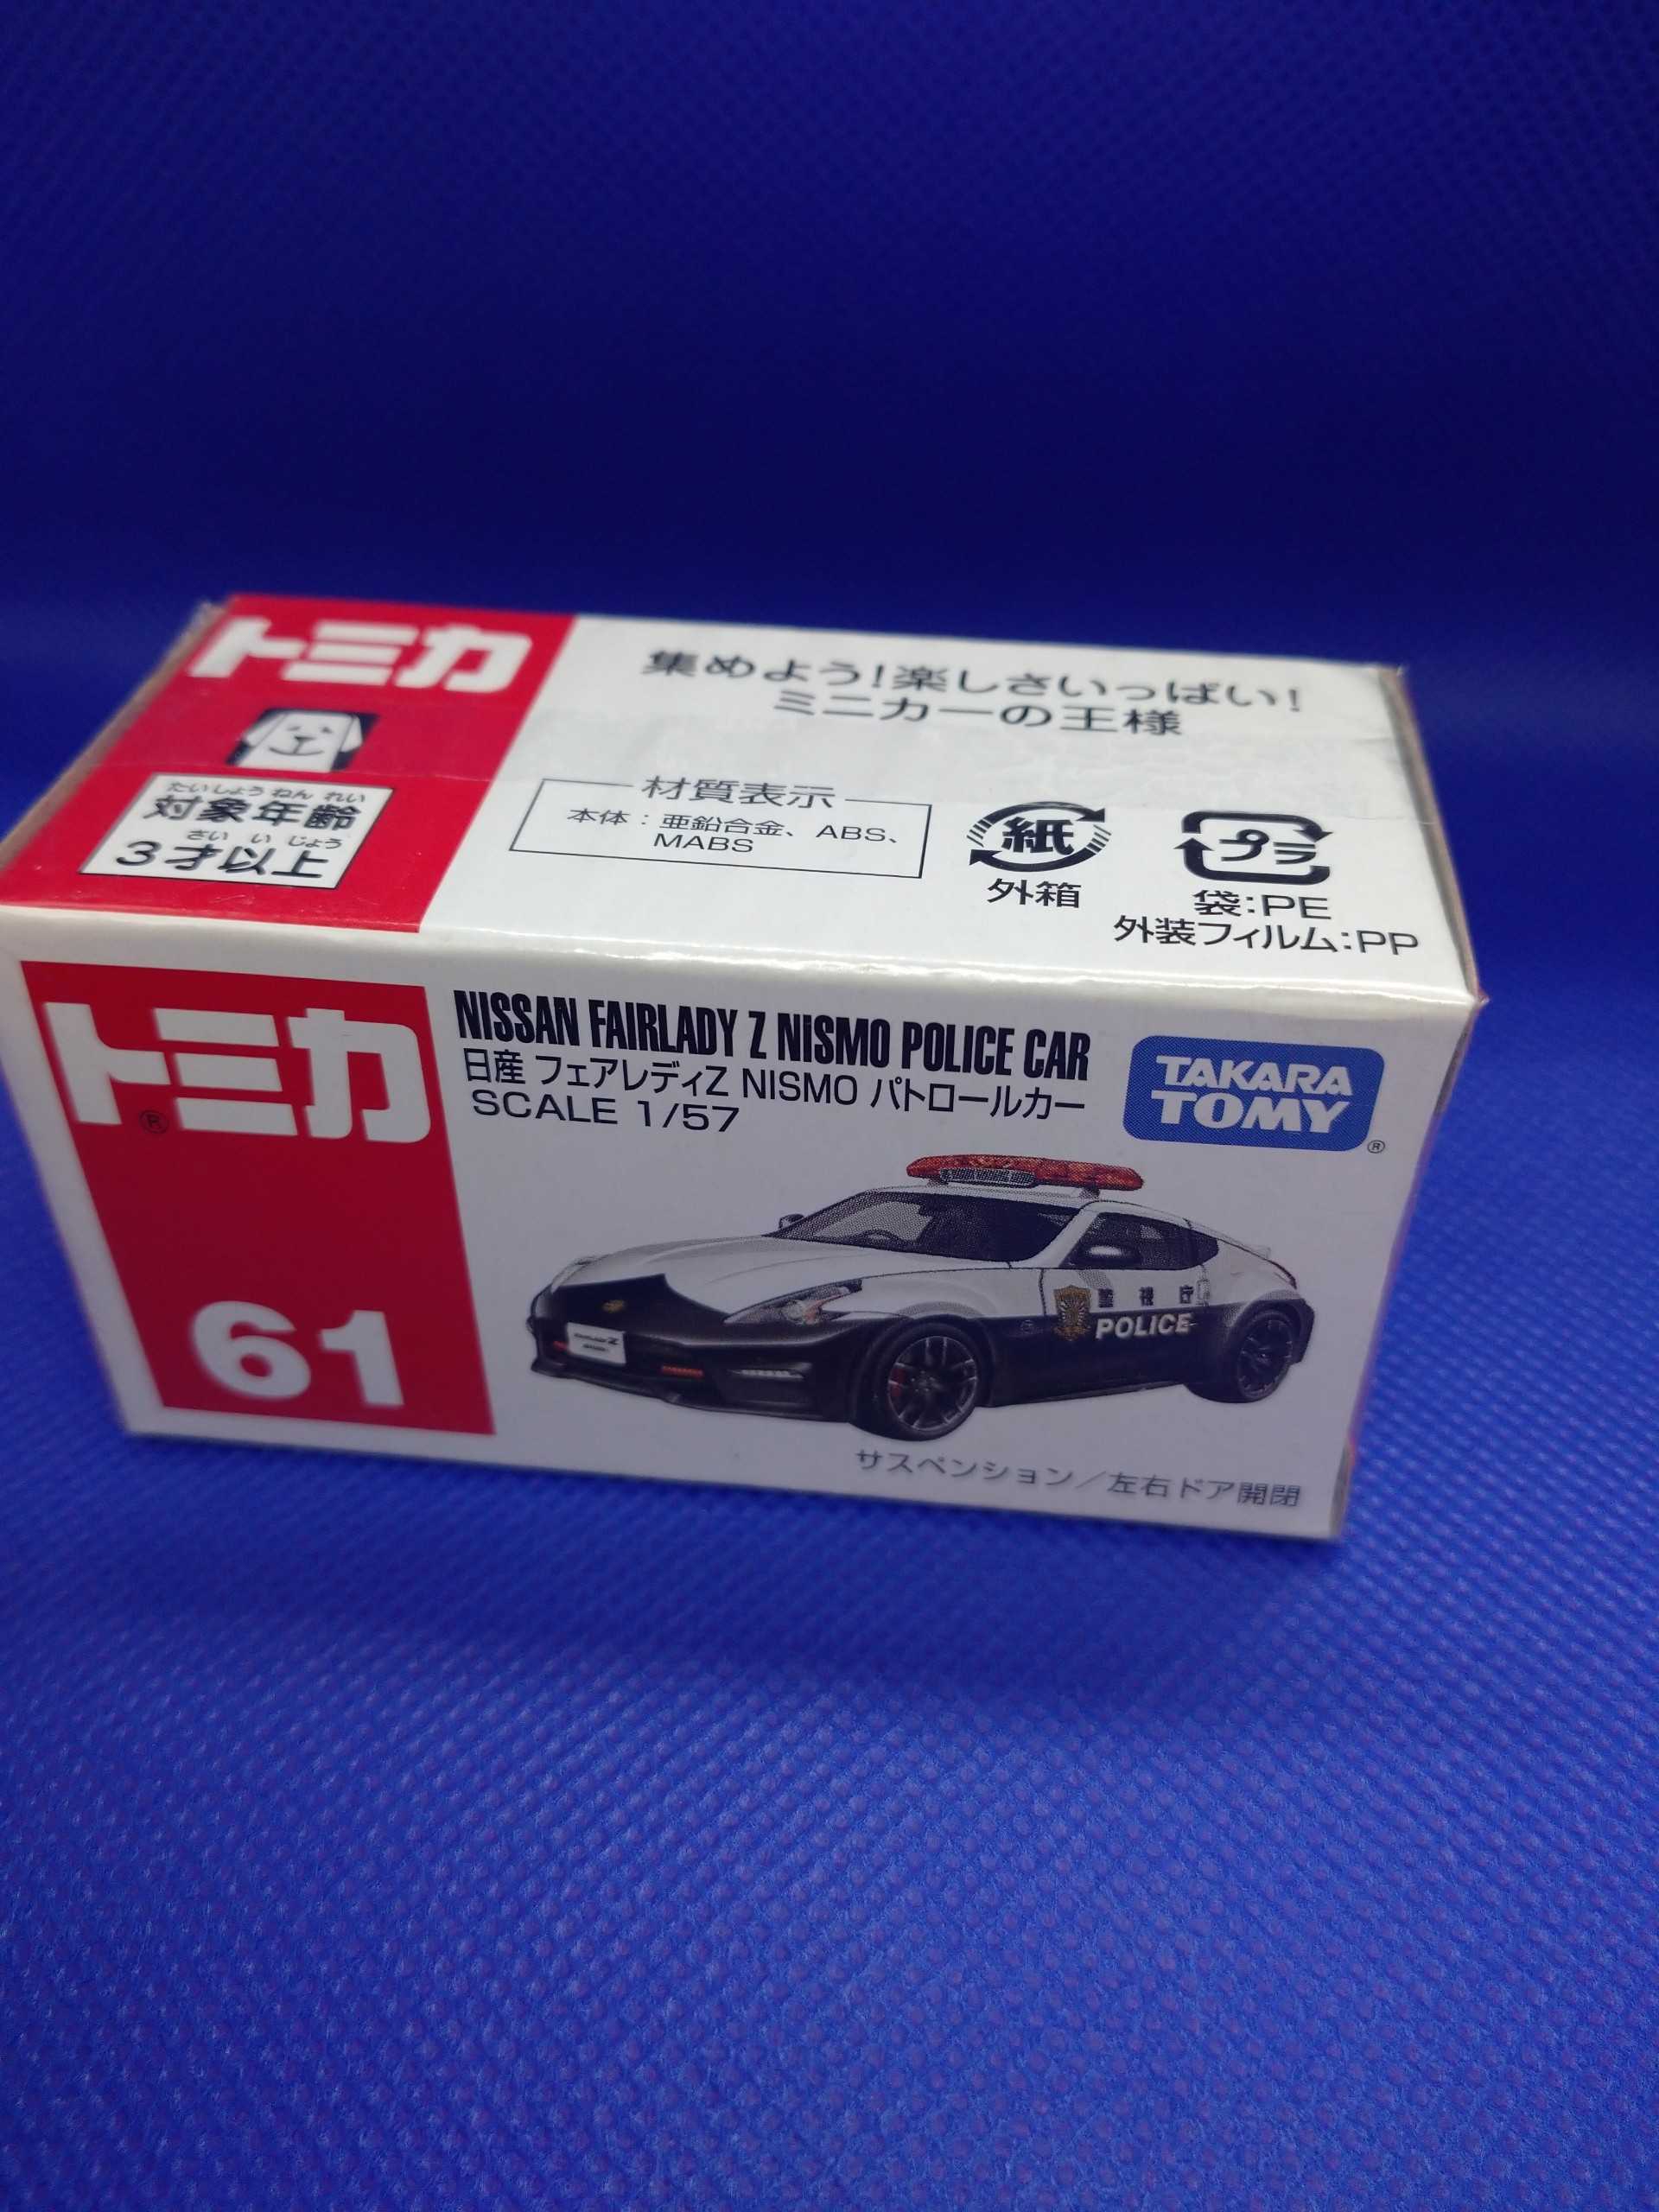 トミカ
集めよう!楽しさいっぱい!
ミニカーの王様
たいしょうねんれい
対象年齢
さいいじょう
3才以上
材質表示
本体：亜鉛合金、ABS、
MABS
紙
外箱
プラ
袋:PE
外装フィルム:PP
トミカ®
61
NISSAN FAIRLADY Z NISMO POLICE CAR
日産 フェアレディZ NISMO パトロールカー
SCALE 1/57
TAKARA
TOMY®
警視庁
POLICE
サスペンション/左右ドア開閉